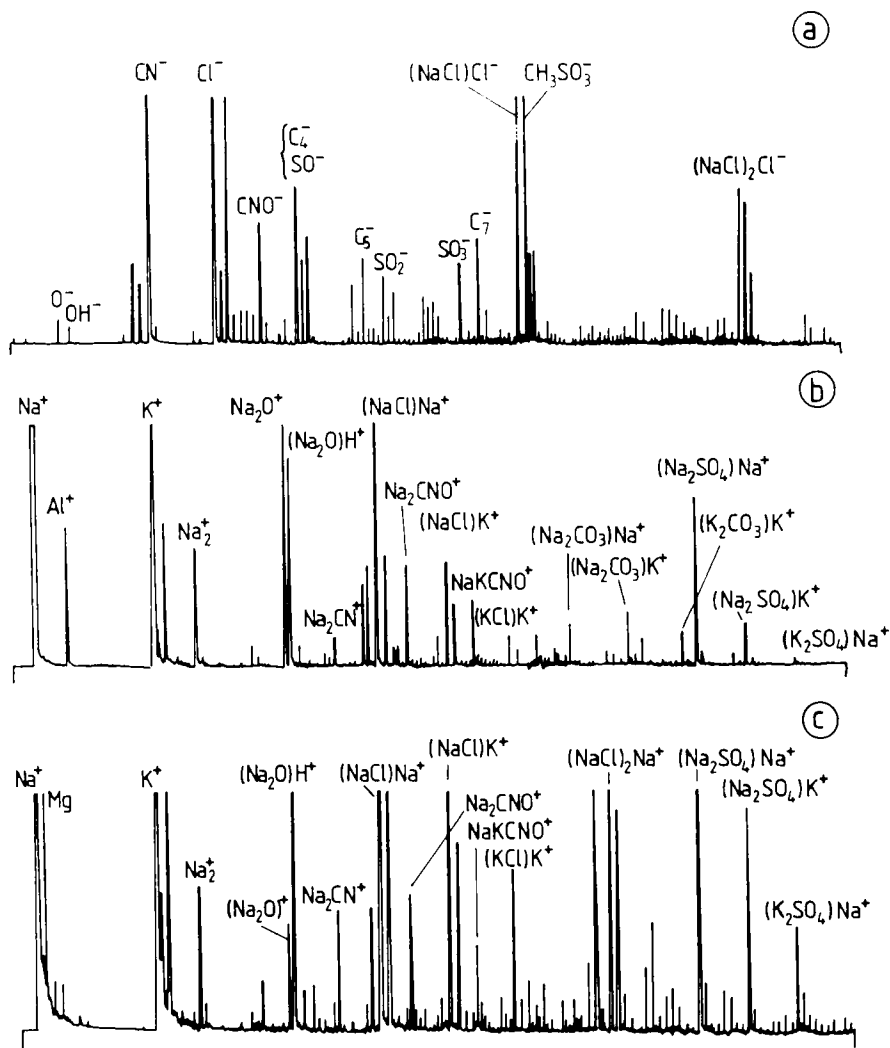 a
CN⁻
Cl⁻
(NaCl)Cl⁻
CH₃SO₃⁻
C₄⁻
SO⁻
CNO⁻
(NaCl)₂Cl⁻
C₅⁻
SO₂⁻
SO₃⁻
C₇⁻
O⁻
OH⁻
b
Na⁺
K⁺
Na₂O⁺
(NaCl)Na⁺
(Na₂O)H⁺
Al⁺
Na₂⁺
Na₂CNO⁺
(NaCl)K⁺
(Na₂SO₄)Na⁺
(K₂CO₃)K⁺
(Na₂CO₃)Na⁺
(Na₂CO₃)K⁺
NaKCNO⁺
Na₂CN⁺
(KCl)K⁺
(Na₂SO₄)K⁺
(K₂SO₄)Na⁺
c
Na⁺
Mg
K⁺
(Na₂O)H⁺
(NaCl)Na⁺
(NaCl)K⁺
(NaCl)₂Na⁺
(Na₂SO₄)Na⁺
(Na₂SO₄)K⁺
Na₂CNO⁺
NaKCNO⁺
(KCl)K⁺
Na₂⁺
(Na₂O)⁺
Na₂CN⁺
(K₂SO₄)Na⁺